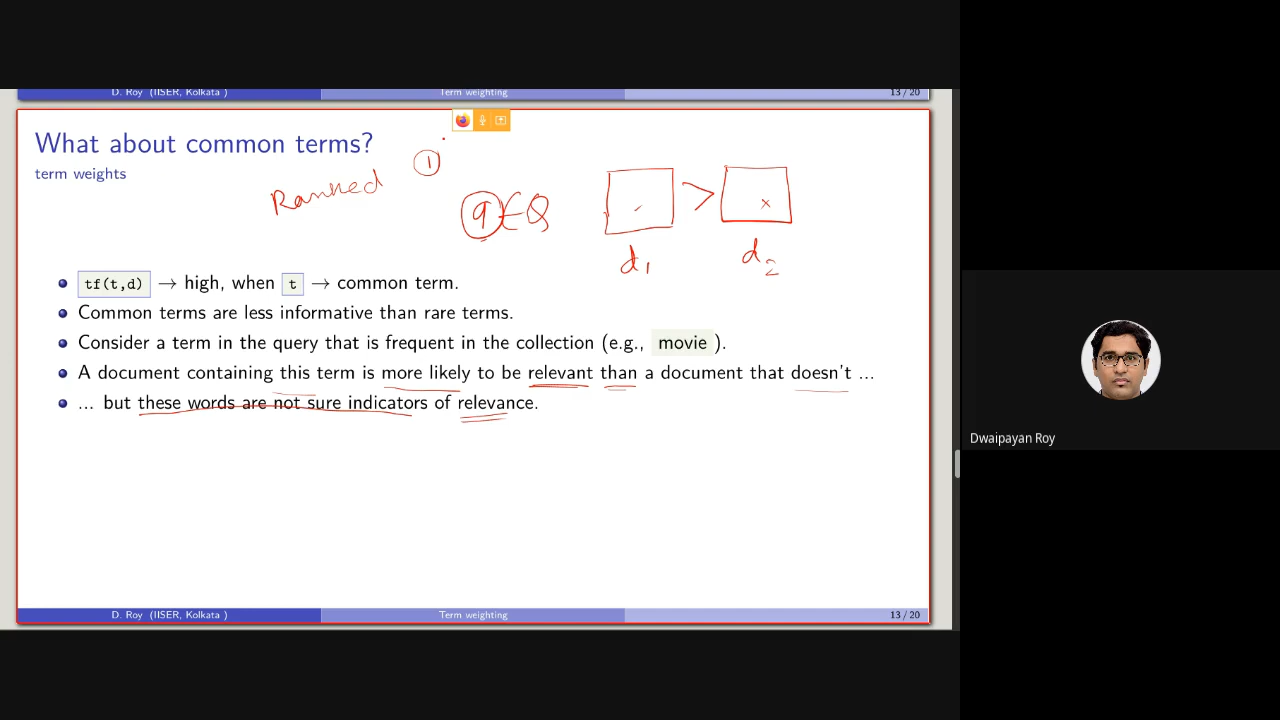 D. Roy (IISER, Kolkata ) Term weighting 13 / 20
What about common terms?
term weights
Ranked ①
q ∈ Q > 
d1 d2
tf(t,d) → high, when t → common term.
Common terms are less informative than rare terms.
Consider a term in the query that is frequent in the collection (e.g., movie ).
A document containing this term is more likely to be relevant than a document that doesn't ...
... but these words are not sure indicators of relevance.
Dwaipayan Roy
D. Roy (IISER, Kolkata ) Term weighting 13 / 20